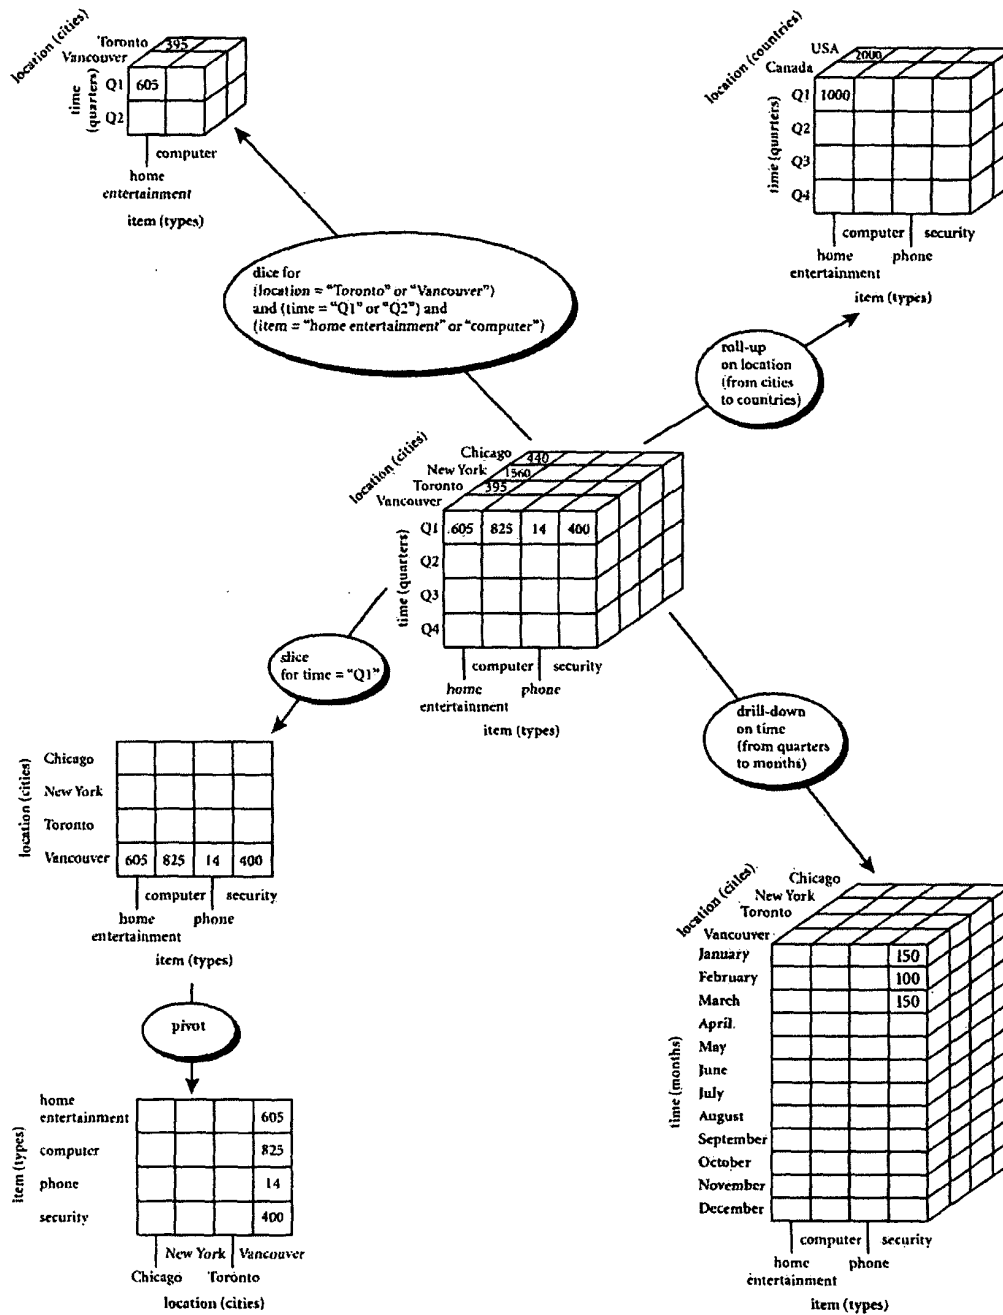 location (cities)
Toronto
Vancouver
395
time
(quarters)
Q1
605
Q2
computer
home
entertainment
item (types)
location (countries)
USA
Canada
2000
time (quarters)
Q1
1000
Q2
Q3
Q4
computer
security
home
entertainment
phone
item (types)
dice for
(location = "Toronto" or "Vancouver")
and (time = "Q1" or "Q2") and
(item = "home entertainment" or "computer")
roll-up
on location
(from cities
to countries)
location (cities)
Chicago
440
New York
1560
Toronto
395
Vancouver
time (quarters)
Q1
605 825 14 400
Q2
Q3
Q4
computer
security
home
entertainment
phone
item (types)
slice
for time = "Q1"
drill-down
on time
(from quarters
to months)
location (cities)
Chicago
New York
Toronto
Vancouver 605 825 14 400
computer
security
home
entertainment
phone
item (types)
pivot
item (types)
home
entertainment 605
computer 825
phone 14
security 400
New York Vancouver
Chicago Toronto
location (cities)
location (cities)
Chicago
New York
Toronto
Vancouver
time (months)
January 150
February 100
March 150
April
May
June
July
August
September
October
November
December
computer
security
home
entertainment
phone
item (types)